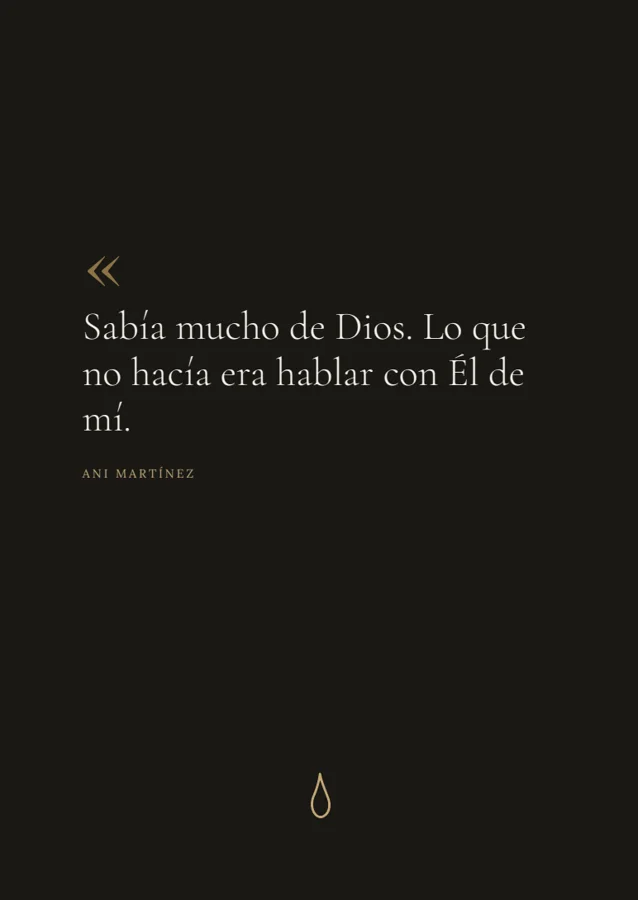 «
Sabía mucho de Dios. Lo que
no hacía era hablar con Él de
mí.
ANI MARTÍNEZ